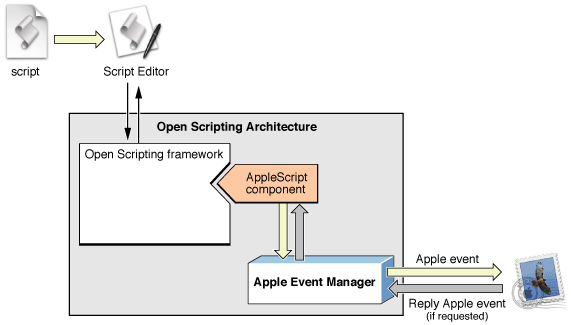 script
Script Editor
Open Scripting Architecture
Open Scripting framework
AppleScript
component
Apple Event Manager
Apple event
Reply Apple event
(if requested)